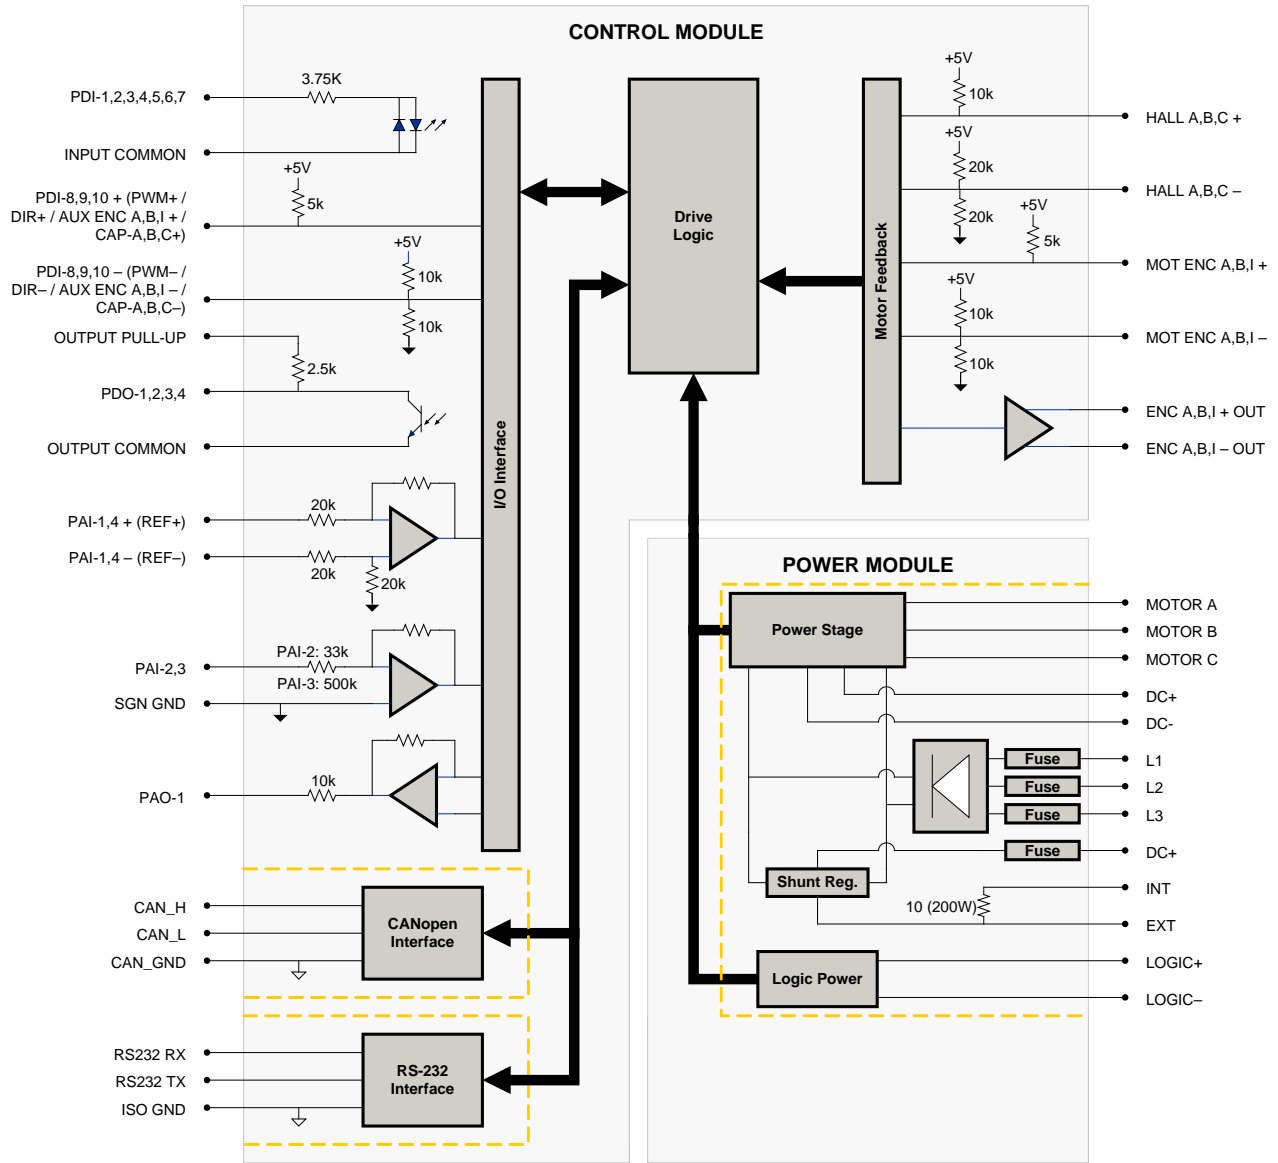 CONTROL MODULE
PDI-1,2,3,4,5,6,7
3.75K
INPUT COMMON
+5V
5k
PDI-8,9,10 + (PWM+ /
DIR+ / AUX ENC A,B,I + /
CAP-A,B,C+)
+5V
10k
10k
PDI-8,9,10 – (PWM– /
DIR– / AUX ENC A,B,I – /
CAP-A,B,C–)
OUTPUT PULL-UP
2.5k
PDO-1,2,3,4
OUTPUT COMMON
PAI-1,4 + (REF+)
20k
PAI-1,4 – (REF–)
20k
20k
PAI-2,3
PAI-2: 33k
PAI-3: 500k
SGN GND
PAO-1
10k
I/O Interface
CAN_H
CAN_L
CAN_GND
CANopen
Interface
RS232 RX
RS232 TX
ISO GND
RS-232
Interface
Drive
Logic
Motor Feedback
+5V
10k
HALL A,B,C +
20k
HALL A,B,C –
20k
+5V
5k
MOT ENC A,B,I +
+5V
10k
MOT ENC A,B,I –
10k
ENC A,B,I + OUT
ENC A,B,I – OUT
POWER MODULE
Power Stage
MOTOR A
MOTOR B
MOTOR C
DC+
DC-
Fuse
L1
Fuse
L2
Fuse
L3
Fuse
DC+
Shunt Reg.
INT
10 (200W)
EXT
Logic Power
LOGIC+
LOGIC–